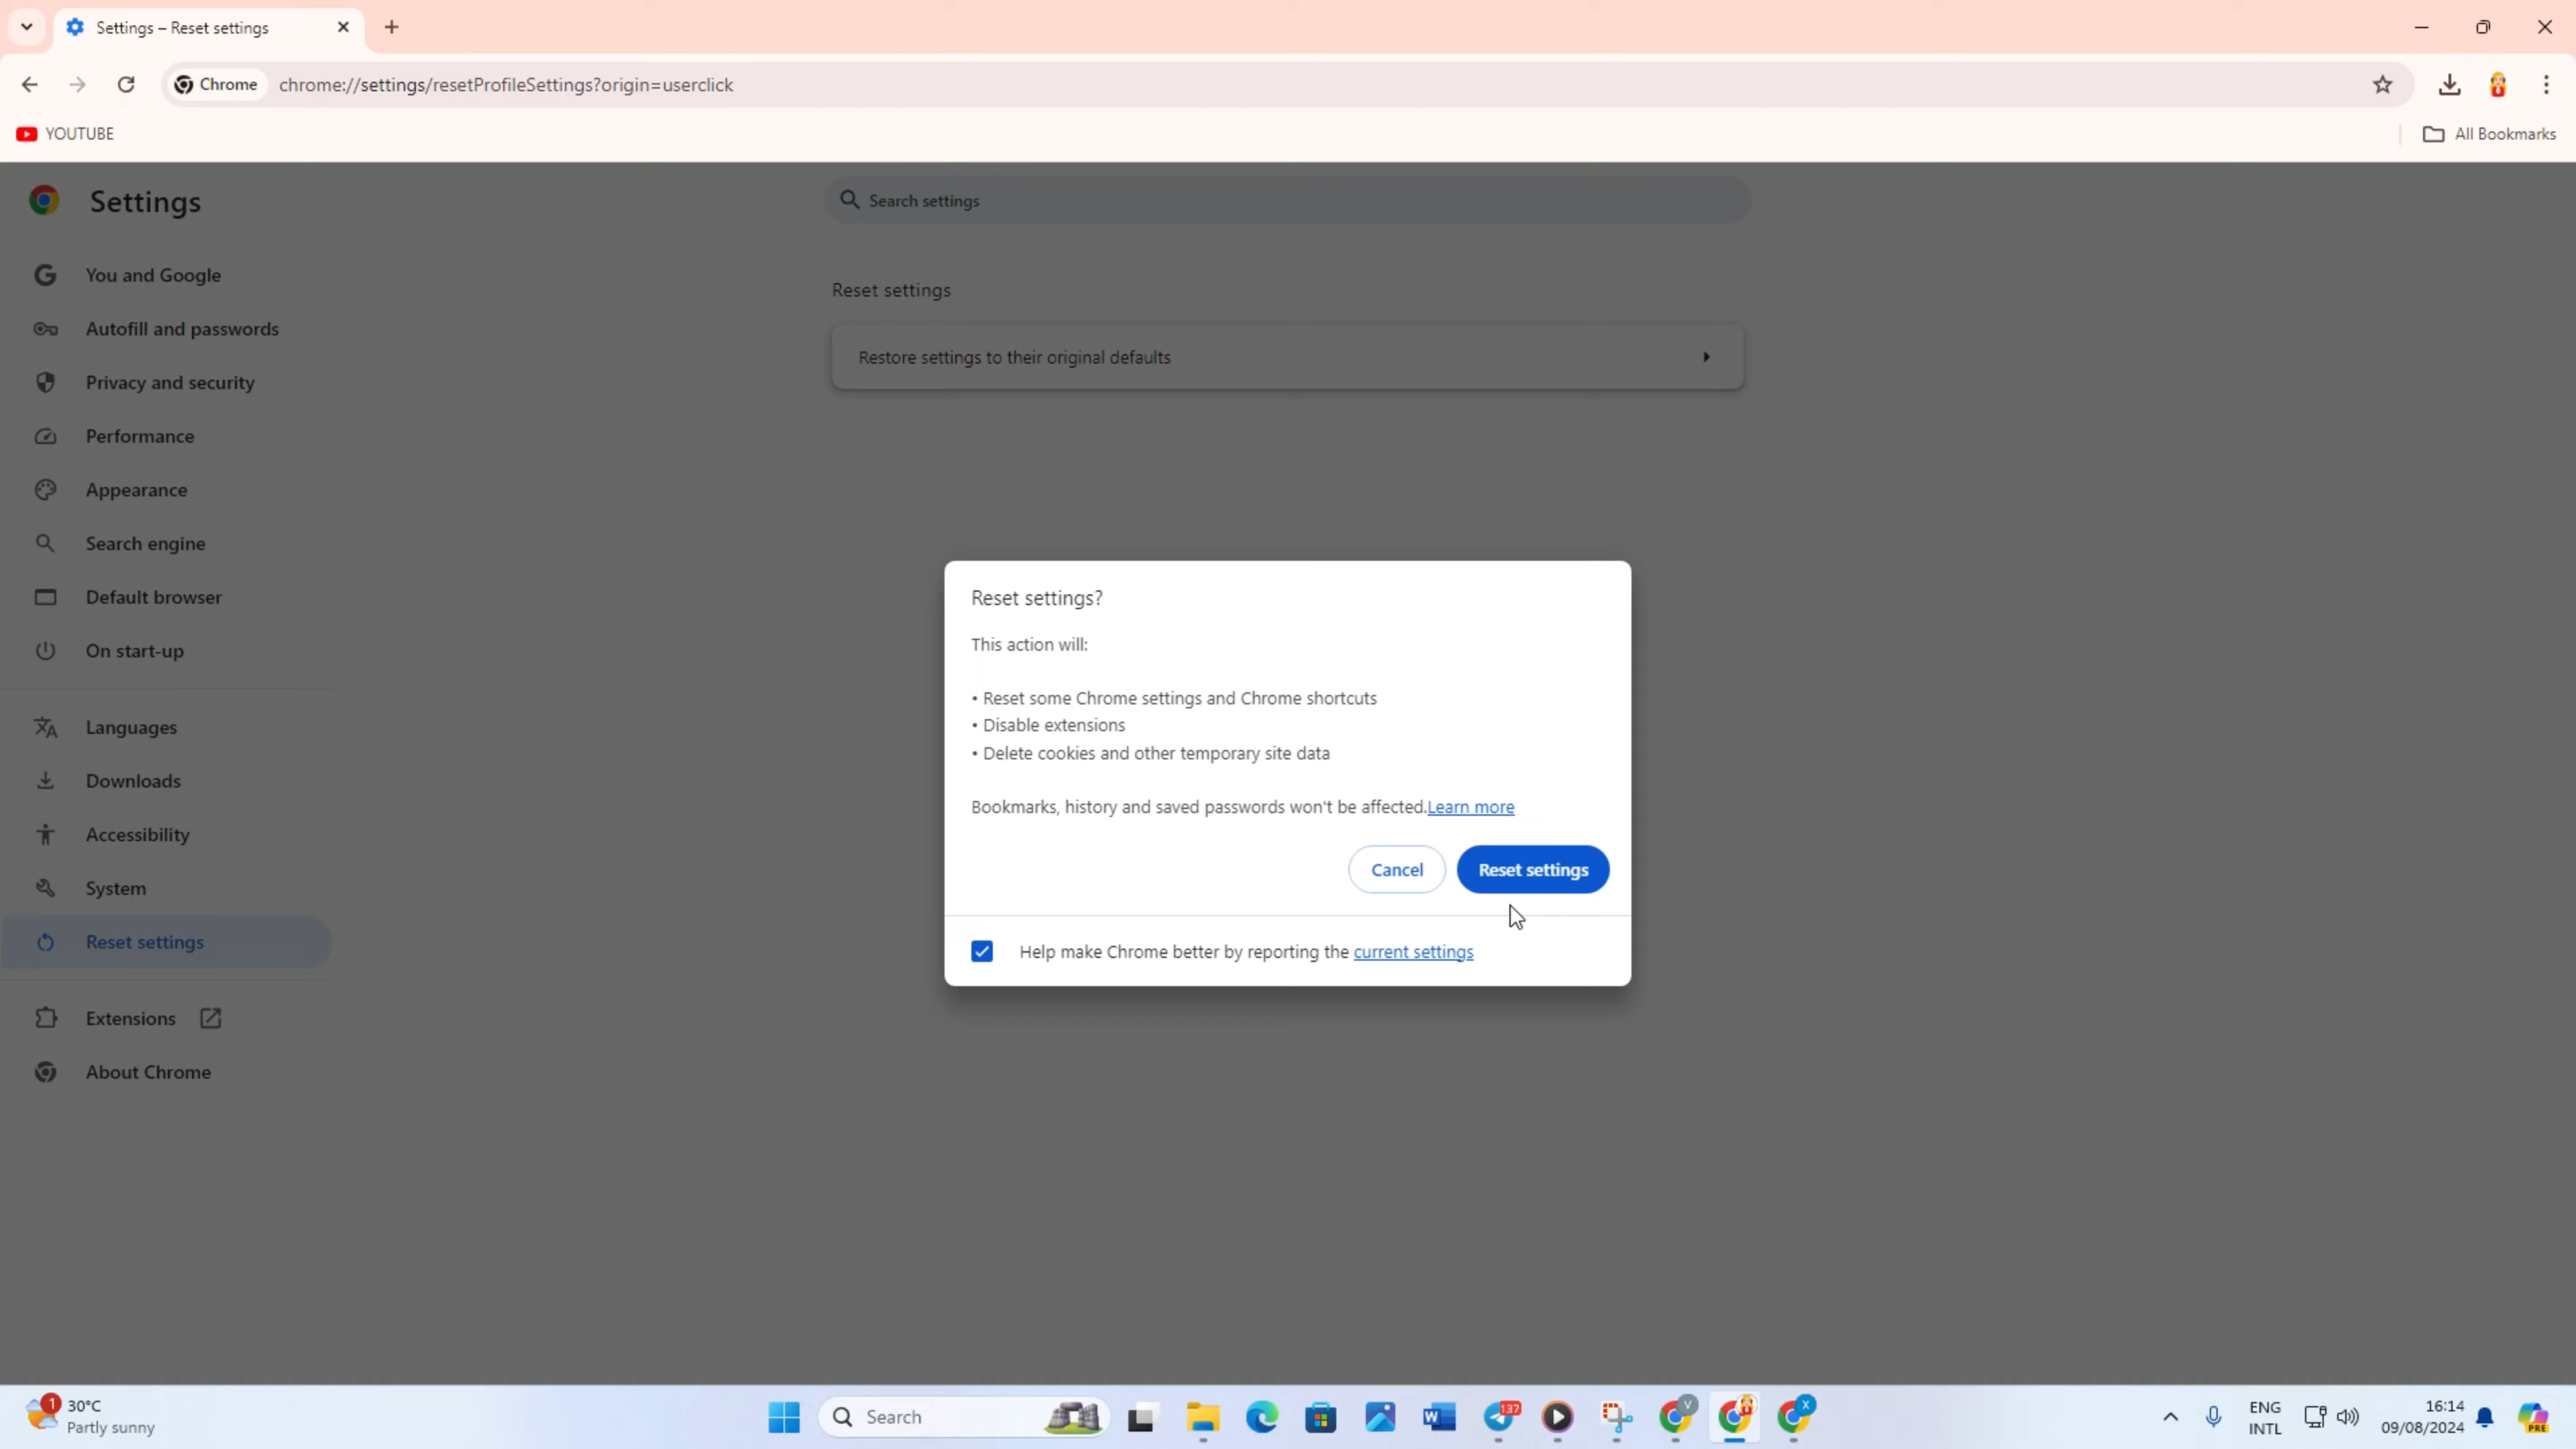 Settings – Reset settings
Chrome
chrome://settings/resetProfileSettings?origin=userclick
YOUTUBE
All Bookmarks
Settings
Search settings
You and Google
Autofill and passwords
Privacy and security
Performance
Appearance
Search engine
Default browser
On start-up
Languages
Downloads
Accessibility
System
Reset settings
Extensions
About Chrome
Reset settings
Restore settings to their original defaults
Reset settings?
This action will:
• Reset some Chrome settings and Chrome shortcuts
• Disable extensions
• Delete cookies and other temporary site data
Bookmarks, history and saved passwords won't be affected.Learn more
Cancel
Reset settings
Help make Chrome better by reporting the current settings
1
30°C
Partly sunny
Search
W
137
V
X
ENG
INTL
16:14
09/08/2024
PRE